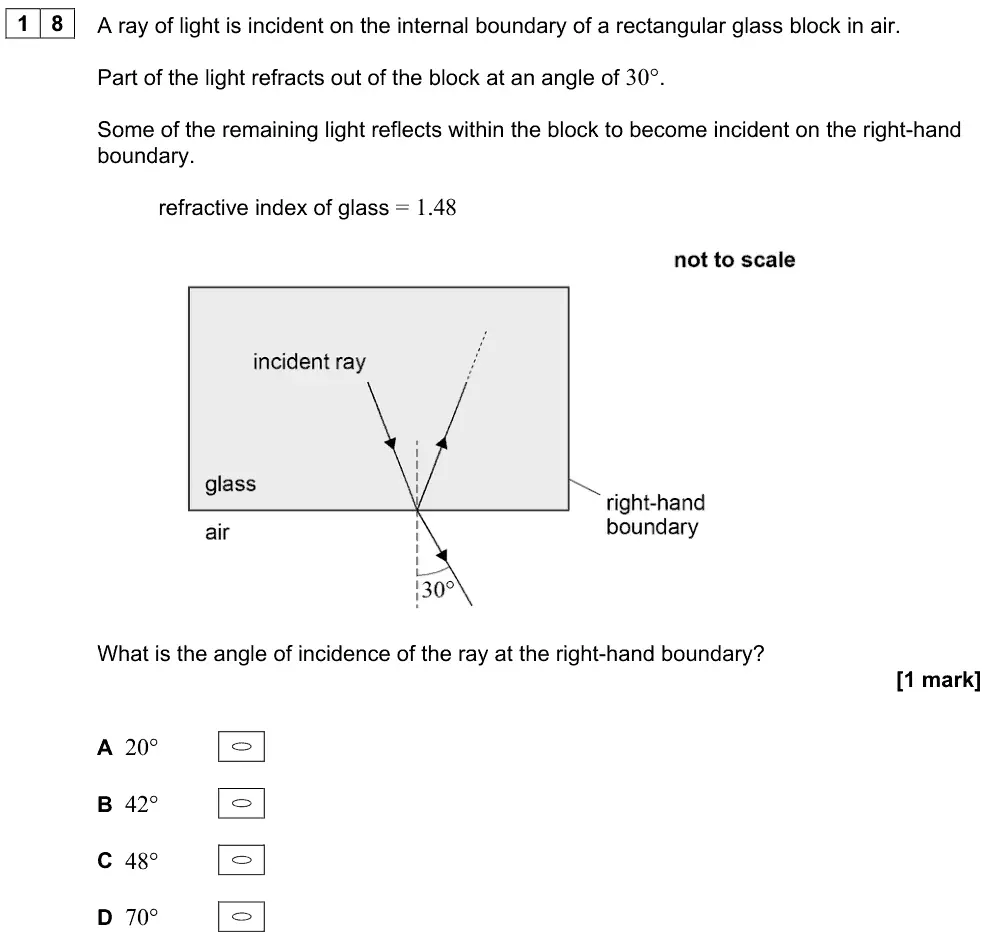 1 8 A ray of light is incident on the internal boundary of a rectangular glass block in air.
Part of the light refracts out of the block at an angle of 30°.
Some of the remaining light reflects within the block to become incident on the right-hand
boundary.
refractive index of glass = 1.48
not to scale
incident ray
glass
right-hand
boundary
air
30°
What is the angle of incidence of the ray at the right-hand boundary?
[1 mark]
A 20°
B 42°
C 48°
D 70°